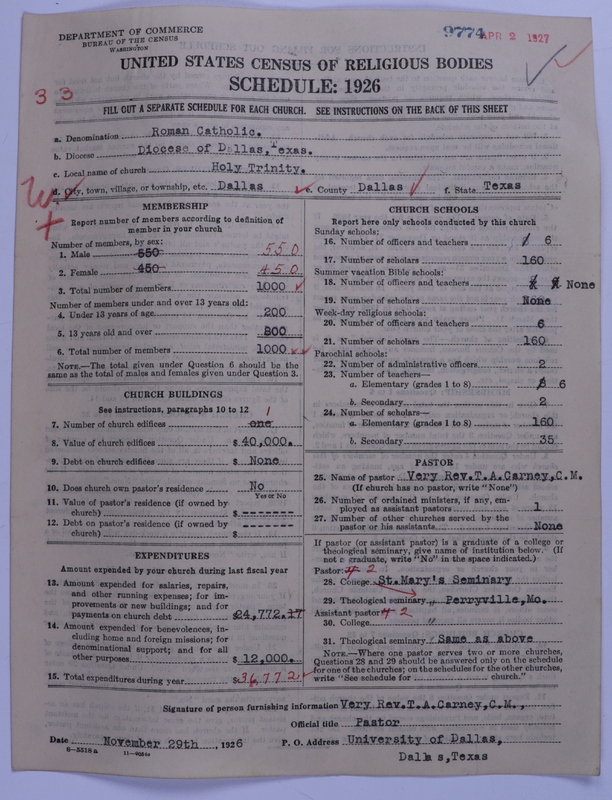 DEPARTMENT OF COMMERCE
BUREAU OF THE CENSUS
WASHINGTON
9774 APR 2 1927
UNITED STATES CENSUS OF RELIGIOUS BODIES
SCHEDULE: 1926
3 3
FILL OUT A SEPARATE SCHEDULE FOR EACH CHURCH. SEE INSTRUCTIONS ON THE BACK OF THIS SHEET
a. Denomination Roman Catholic.
b. Diocese Diocese of Dallas, Texas.
c. Local name of church Holy Trinity.
d. City, town, village, or township, etc. Dallas e. County Dallas f. State Texas
MEMBERSHIP
Report number of members according to definition of
member in your church
Number of members, by sex:
1. Male 550 550
2. Female 450 450
3. Total number of members 1000
Number of members under and over 13 years old:
4. Under 13 years of age 200
5. 13 years old and over 800
6. Total number of members 1000
NOTE.—The total given under Question 6 should be the
same as the total of males and females given under Question 3.
CHURCH BUILDINGS
See instructions, paragraphs 10 to 12
7. Number of church edifices one 1
8. Value of church edifices $ 40,000.
9. Debt on church edifices $ None
10. Does church own pastor's residence No
Yes or No
11. Value of pastor's residence (if owned by
church) $ -------
12. Debt on pastor's residence (if owned by
church) $ -------
EXPENDITURES
Amount expended by your church during last fiscal year
13. Amount expended for salaries, repairs,
and other running expenses; for im-
provements or new buildings; and for
payments on church debt $24,772.17
14. Amount expended for benevolences, in-
cluding home and foreign missions; for
denominational support; and for all
other purposes $ 12,000.
15. Total expenditures during year $ 36,772
CHURCH SCHOOLS
Report here only schools conducted by this church
Sunday schools:
16. Number of officers and teachers 6
17. Number of scholars 160
Summer vacation Bible schools:
18. Number of officers and teachers None
19. Number of scholars None
Week-day religious schools:
20. Number of officers and teachers 6
21. Number of scholars 160
Parochial schools:
22. Number of administrative officers 2
23. Number of teachers—
a. Elementary (grades 1 to 8) 6
b. Secondary 2
24. Number of scholars—
a. Elementary (grades 1 to 8) 160
b. Secondary 35
PASTOR
25. Name of pastor Very Rev.T.A.Carney,C.M.
(If church has no pastor, write "None")
26. Number of ordained ministers, if any, em-
ployed as assistant pastors 1
27. Number of other churches served by the
pastor or his assistants None
If pastor (or assistant pastor) is a graduate of a college or
theological seminary, give name of institution below. (If
not a graduate, write "No" in the space indicated.)
Pastor: 2
28. College St.Mary's Seminary
29. Theological seminary " Perryville,Mo.
Assistant pastor 2
30. College "
31. Theological seminary " Same as above
NOTE.—Where one pastor serves two or more churches,
Questions 28 and 29 should be answered only on the schedule
for one of the churches; on the schedules for the other churches,
write "See schedule for church."
Signature of person furnishing information Very Rev.T.A.Carney,C.M.,
Official title Pastor
Date November 29th , 1926 P. O. Address University of Dallas,
8-5518 a
Dalla s,Texas